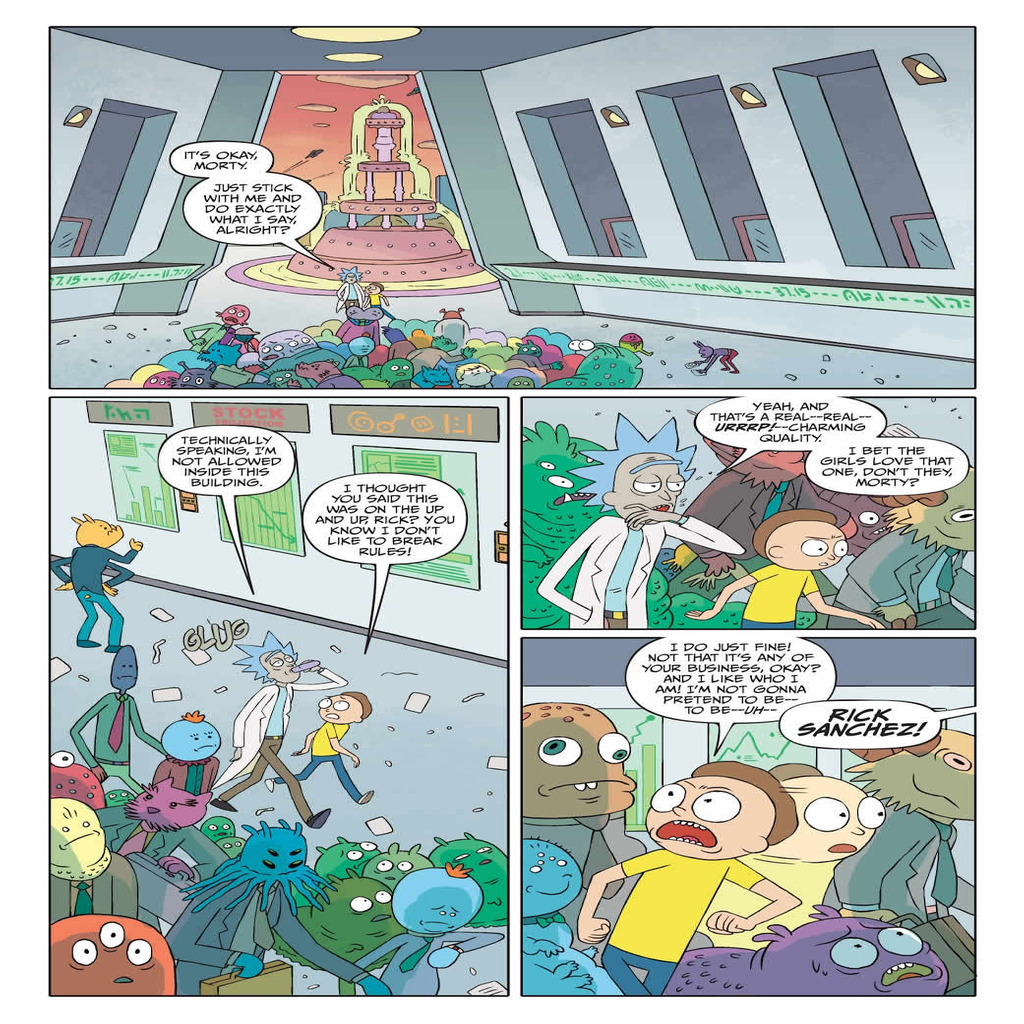 IT'S OKAY,
MORTY.
JUST STICK
WITH ME AND
DO EXACTLY
WHAT I SAY,
ALRIGHT?
37.15
STOCK
PROJECTION
TECHNICALLY
SPEAKING, I'M
NOT ALLOWED
INSIDE THIS
BUILDING.
I THOUGHT
YOU SAID THIS
WAS ON THE UP
AND UP, RICK? YOU
KNOW I DON'T
LIKE TO BREAK
RULES!
GLUG
YEAH, AND
THAT'S A REAL--REAL--
URRRP!--CHARMING
QUALITY.
I BET THE
GIRLS LOVE THAT
ONE, DON'T THEY,
MORTY?
I DO JUST FINE!
NOT THAT IT'S ANY OF
YOUR BUSINESS, OKAY?
AND I LIKE WHO I
AM! I'M NOT GONNA
PRETEND TO BE--
TO BE--UH--
RICK
SANCHEZ!